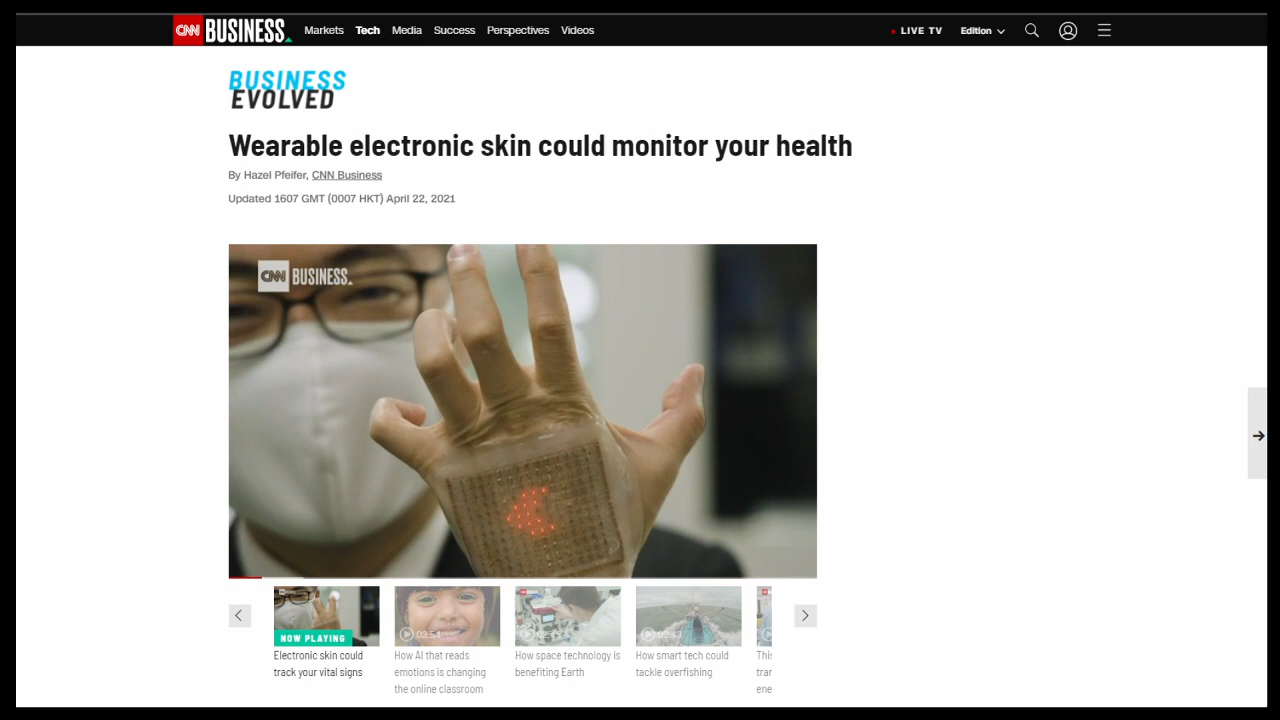 CNN BUSINESS Markets Tech Media Success Perspectives Videos LIVE TV Edition
BUSINESS
EVOLVED
Wearable electronic skin could monitor your health
By Hazel Pfeifer, CNN Business
Updated 1607 GMT (0007 HKT) April 22, 2021
CNN BUSINESS
NOW PLAYING
03:54
02:43
Electronic skin could
track your vital signs
How AI that reads
emotions is changing
the online classroom
How space technology is
benefiting Earth
How smart tech could
tackle overfishing
This
tran
ene